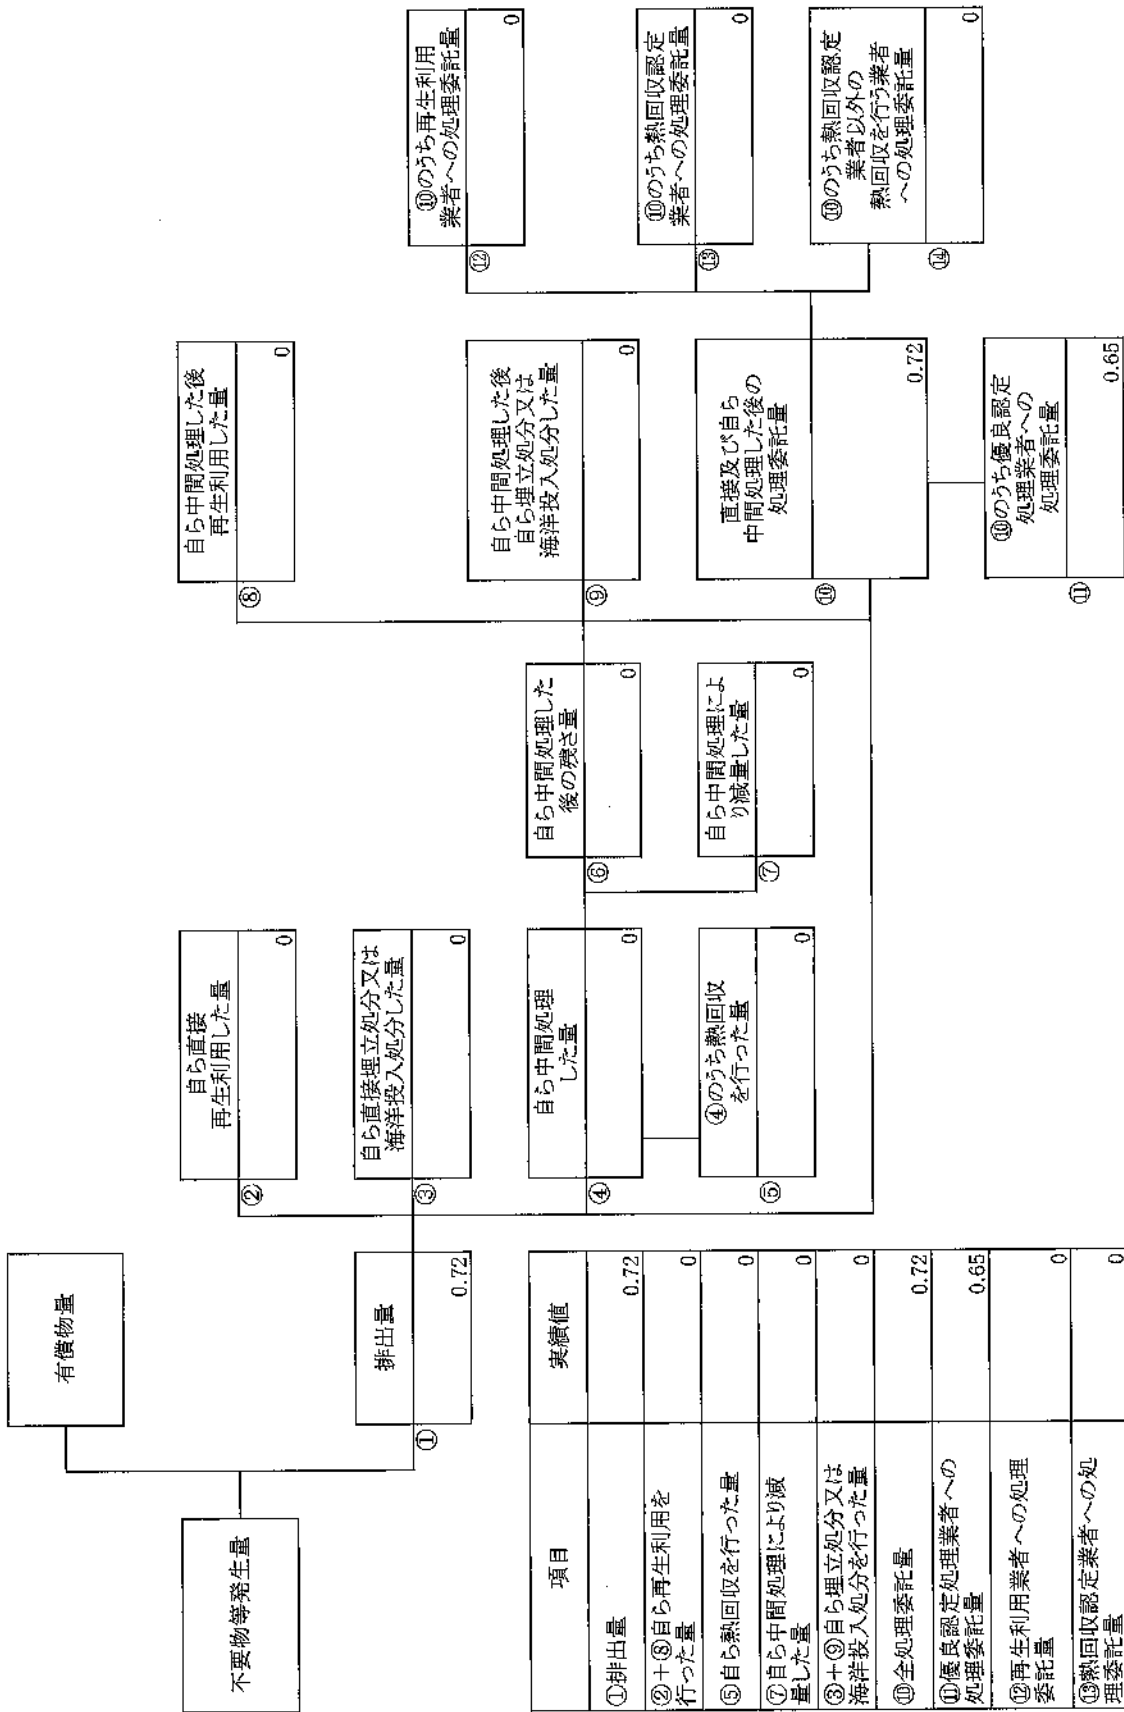 不要物等発生量
有償物量
排出量
①
0.72
自ら直接
再生利用した量
②
0
自ら直接埋立処分又は
海洋投入処分した量
③
0
自ら中間処理
した量
④
0
④のうち熱回収
を行った量
⑤
0
自ら中間処理した
後の残さ量
⑥
0
自ら中間処理によ
り減量した量
⑦
0
自ら中間処理した後
再生利用した量
⑧
0
自ら中間処理した後
自ら埋立処分又は
海洋投入処分した量
⑨
0
直接及び自ら
中間処理した後の
処理委託量
⑩
0.72
⑩のうち優良認定
処理業者への
処理委託量
⑪
0.65
⑩のうち再生利用
業者への処理委託量
⑫
0
⑩のうち熱回収認定
業者への処理委託量
⑬
0
⑩のうち熱回収認定
業者以外の
熱回収を行う業者
への処理委託量
⑭
0
項目 実績値
①排出量 0.72
②+⑧自ら再生利用を
行った量 0
⑤自ら熱回収を行った量 0
⑦自ら中間処理により減
量した量 0
③+⑨自ら埋立処分又は
海洋投入処分を行った量 0
⑩全処理委託量 0.72
⑪優良認定処理業者への
処理委託量 0.65
⑫再生利用業者への処理
委託量 0
⑬熱回収認定業者への処
理委託量 0